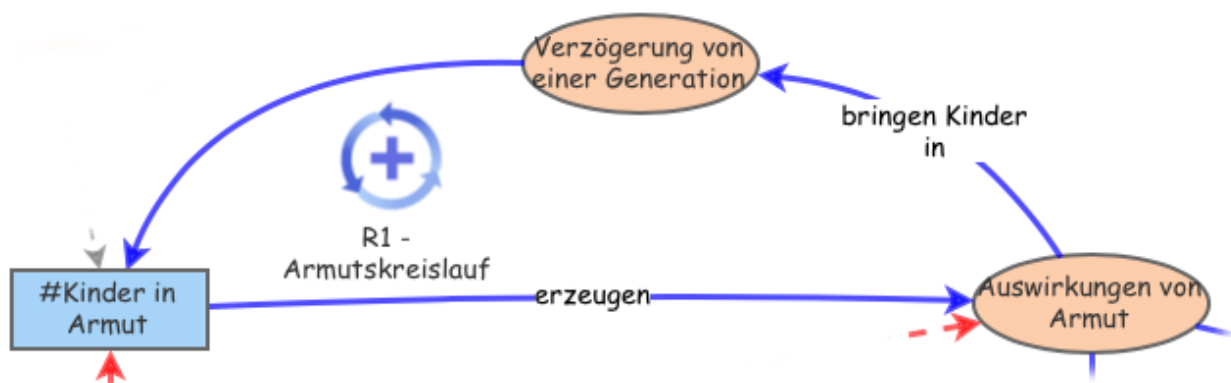 Verzögerung von
einer Generation
bringen Kinder
in
R1 -
Armutskreislauf
#Kinder in
Armut
erzeugen
Auswirkungen von
Armut